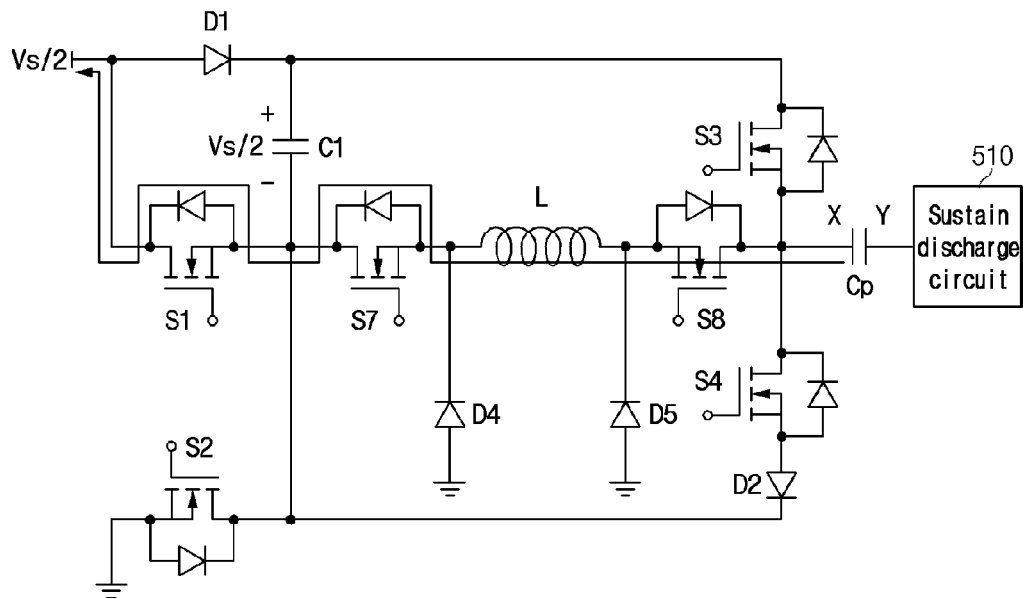 D1
Vs/2
+
Vs/2 C1
-
S3
510
L
X Y
Sustain
discharge
circuit
Cp
S1
S7
S8
S4
D4
D5
S2
D2